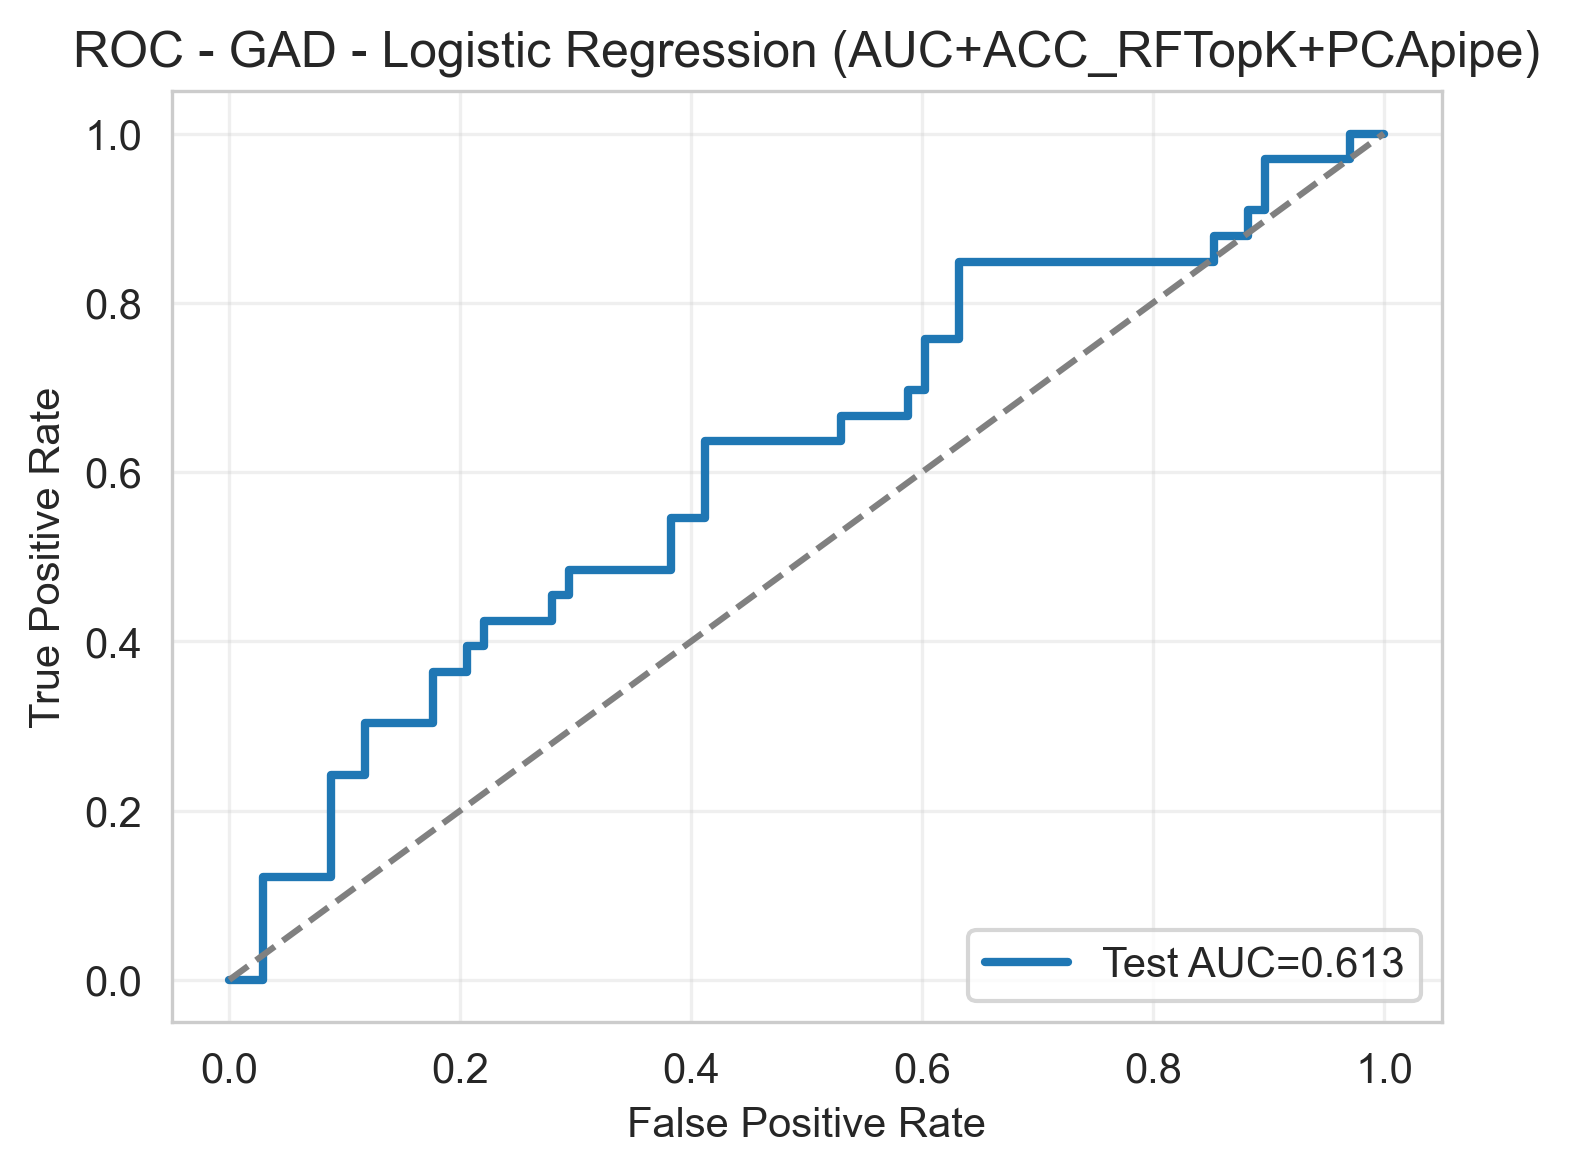 ROC - GAD - Logistic Regression (AUC+ACC_RFTopK+PCApipe)
1.0
0.8
0.6
0.4
0.2
0.0
True Positive Rate
Test AUC=0.613
0.0 0.2 0.4 0.6 0.8 1.0
False Positive Rate